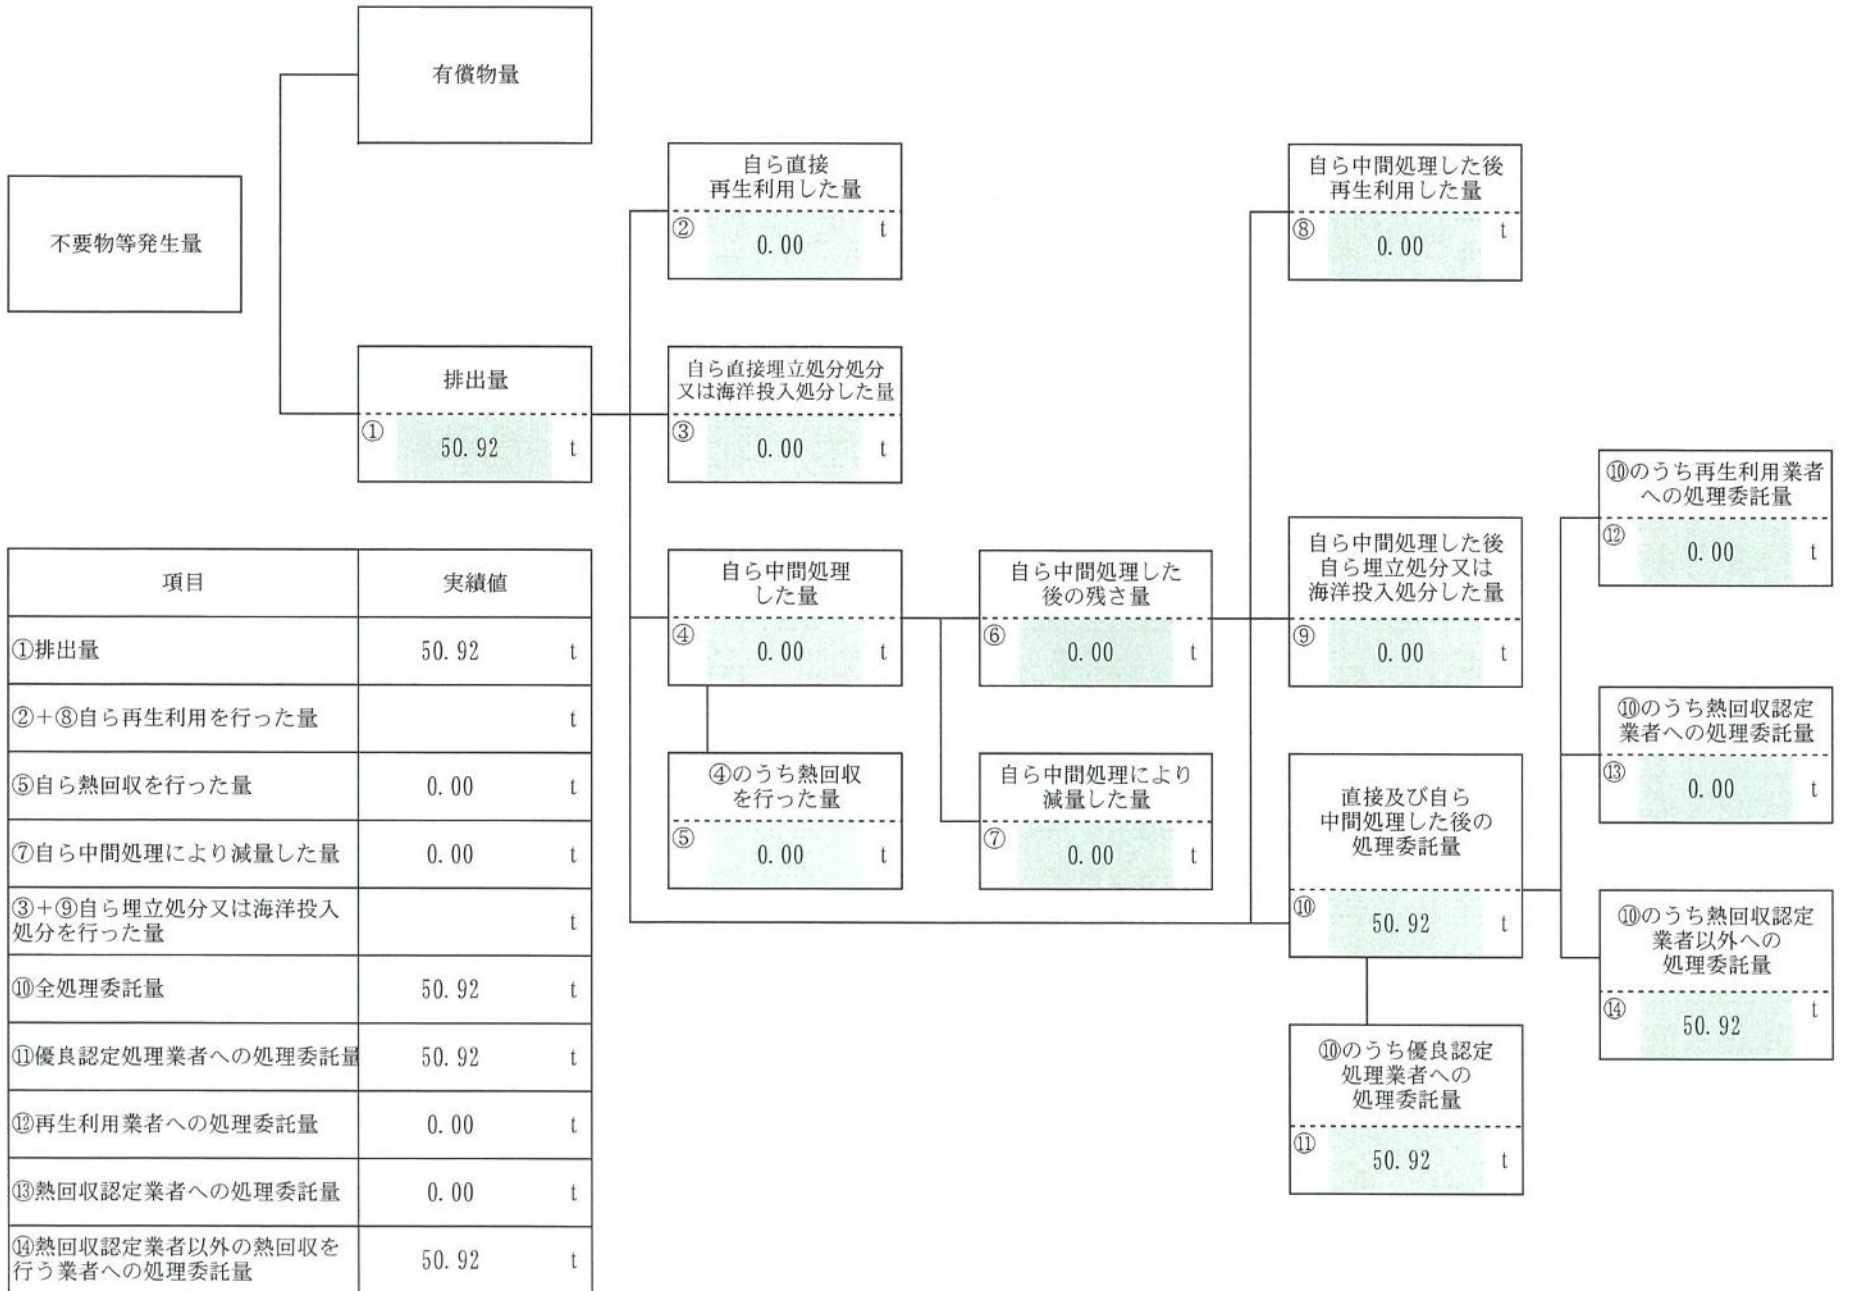 有償物量
不要物等発生量
排出量
① 50.92 t
自ら直接
再生利用した量
② 0.00 t
自ら直接埋立処分処分
又は海洋投入処分した量
③ 0.00 t
自ら中間処理
した量
④ 0.00 t
④のうち熱回収
を行った量
⑤ 0.00 t
自ら中間処理した
後の残さ量
⑥ 0.00 t
自ら中間処理により
減量した量
⑦ 0.00 t
自ら中間処理した後
再生利用した量
⑧ 0.00 t
自ら中間処理した後
自ら埋立処分又は
海洋投入処分した量
⑨ 0.00 t
直接及び自ら
中間処理した後の
処理委託量
⑩ 50.92 t
⑩のうち優良認定
処理業者への
処理委託量
⑪ 50.92 t
⑩のうち再生利用業者
への処理委託量
⑫ 0.00 t
⑩のうち熱回収認定
業者への処理委託量
⑬ 0.00 t
⑩のうち熱回収認定
業者以外への
処理委託量
⑭ 50.92 t
項目 実績値
①排出量 50.92 t
②+⑧自ら再生利用を行った量 t
⑤自ら熱回収を行った量 0.00 t
⑦自ら中間処理により減量した量 0.00 t
③+⑨自ら埋立処分又は海洋投入
処分を行った量 t
⑩全処理委託量 50.92 t
⑪優良認定処理業者への処理委託量 50.92 t
⑫再生利用業者への処理委託量 0.00 t
⑬熱回収認定業者への処理委託量 0.00 t
⑭熱回収認定業者以外の熱回収を
行う業者への処理委託量 50.92 t